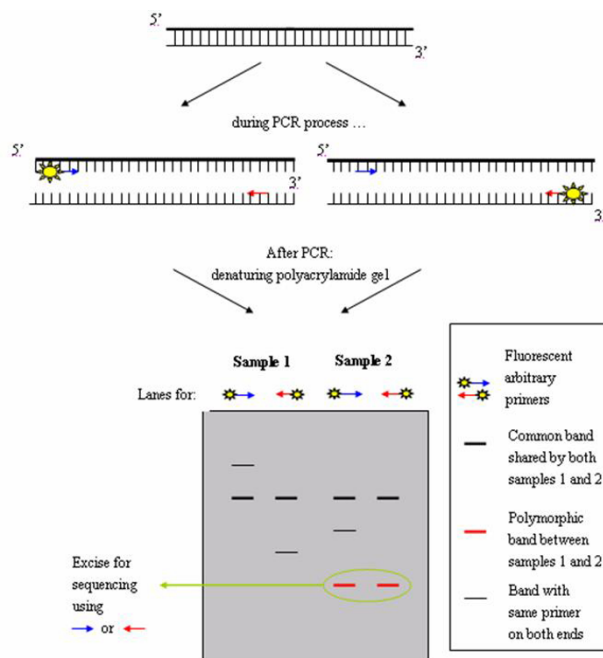 5'
3'
during PCR process ...
5'
3'
3'
After PCR:
denaturing polyacrylamide gel
Sample 1
Sample 2
Lanes for:
Fluorescent
arbitrary
primers
Common band
shared by both
samples 1 and 2
Polymorphic
band between
samples 1 and 2
Band with
same primer
on both ends
Excise for
sequencing
using
or